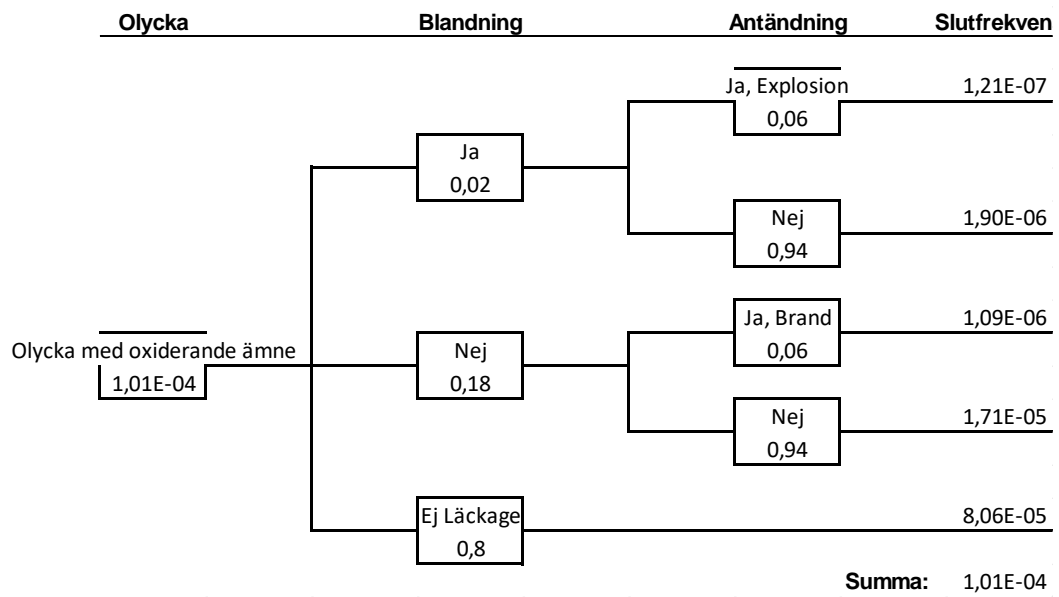 Olycka Blandning Antändning Slutfrekven
Ja, Explosion 1,21E-07
0,06
Ja
0,02
Nej 1,90E-06
0,94
Ja, Brand 1,09E-06
0,06
Olycka med oxiderande ämne Nej
1,01E-04 0,18
Nej 1,71E-05
0,94
Ej Läckage 8,06E-05
0,8
Summa: 1,01E-04